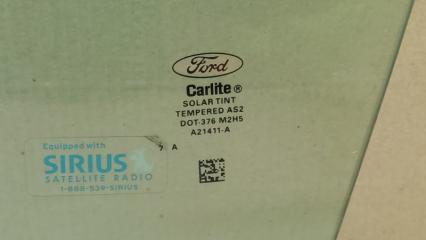 Ford
Carlite®
SOLAR TINT
TEMPERED AS2
DOT-376 M2H5
A21411-A
7 A
Equipped with
SIRIUS
SATELLITE RADIO
1-888-539-SIRIUS